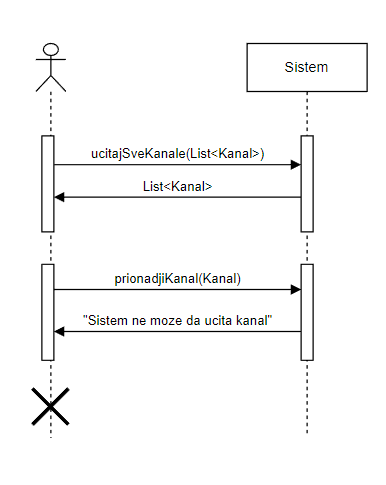 Sistem
ucitajSveKanale(List<Kanal>)
List<Kanal>
prionadjiKanal(Kanal)
"Sistem ne moze da ucita kanal"